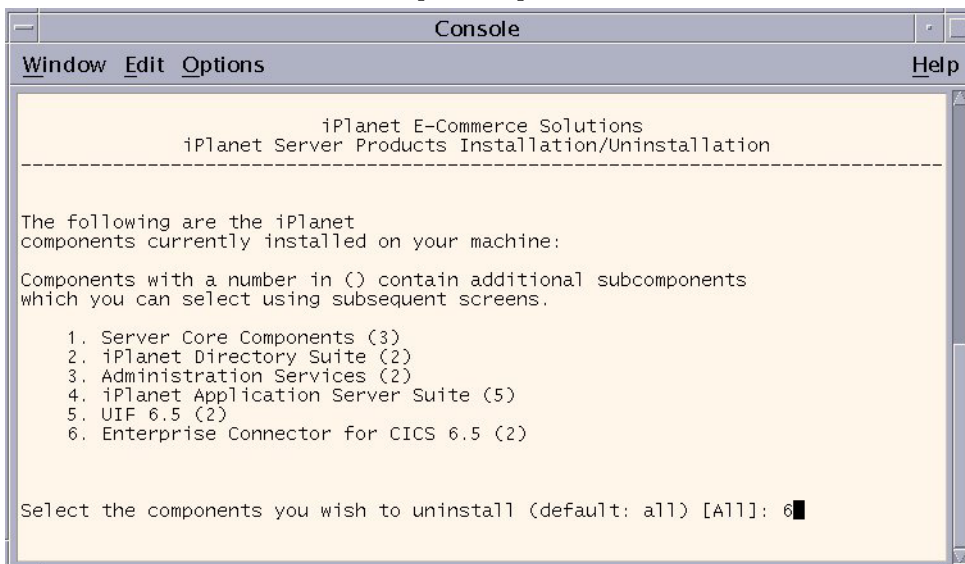 Console
Window Edit Options Help
iPlanet E-Commerce Solutions
iPlanet Server Products Installation/Uninstallation
--------------------------------------------------------------------------------
The following are the iPlanet
components currently installed on your machine:
Components with a number in () contain additional subcomponents
which you can select using subsequent screens.
1. Server Core Components (3)
2. iPlanet Directory Suite (2)
3. Administration Services (2)
4. iPlanet Application Server Suite (5)
5. UIF 6.5 (2)
6. Enterprise Connector for CICS 6.5 (2)
Select the components you wish to uninstall (default: all) [All]: 6